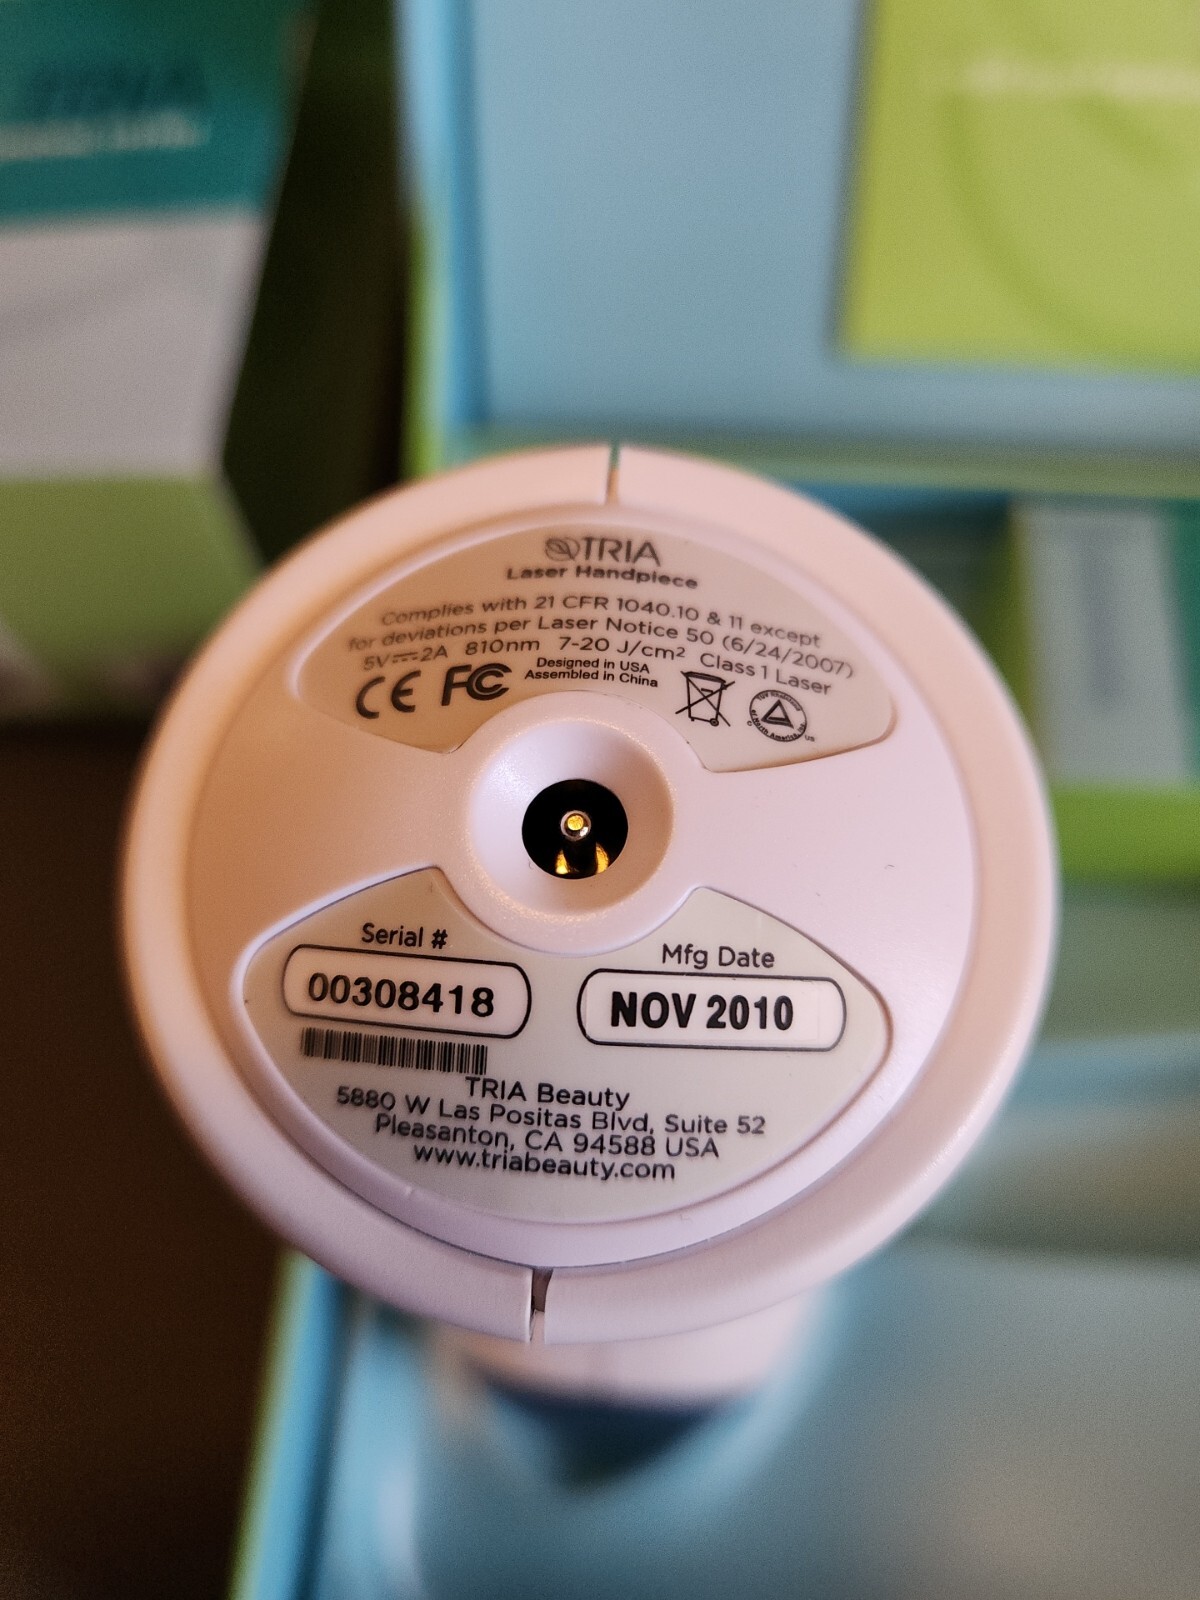 TRIA
Laser Handpiece
Complies with 21 CFR 1040.10 & 11 except
for deviations per Laser Notice 50 (6/24/2007)
5V⎓2A 810nm 7-20 J/cm² Class 1 Laser
CE FC Designed in USA
Assembled in China
Serial #
00308418
Mfg Date
NOV 2010
TRIA Beauty
5880 W Las Positas Blvd, Suite 52
Pleasanton, CA 94588 USA
www.triabeauty.com